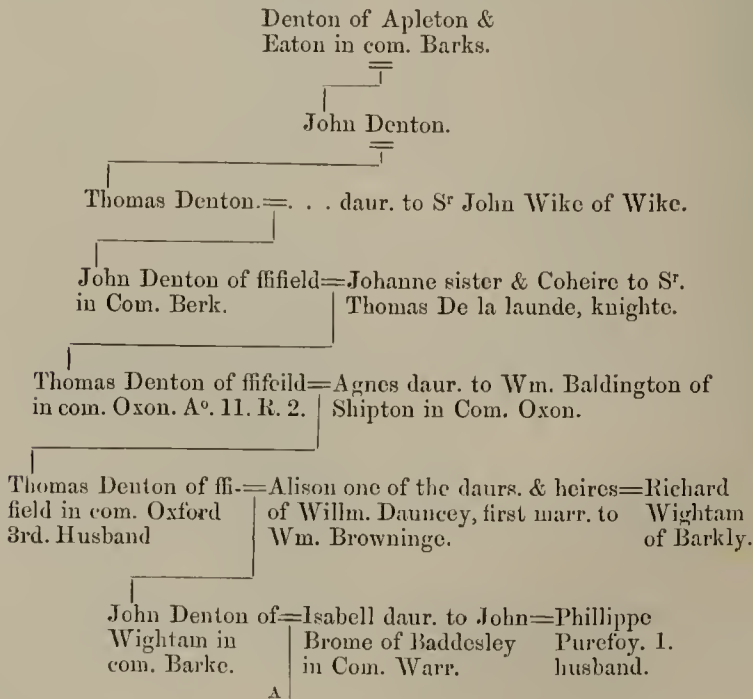 Denton of Apleton &
Eaton in com. Barks.
John Denton.
Thomas Denton.=. . . daur. to Sr John Wike of Wike.
John Denton of ffifield=Johanne sister & Coheire to Sr.
in Com. Berk. Thomas De la launde, knighte.
Thomas Denton of ffifeild=Agnes daur. to Wm. Baldington of
in com. Oxon. Ao. 11. R. 2. Shipton in Com. Oxon.
Thomas Denton of ffi-=Alison one of the daurs. & heires=Richard
field in com. Oxford of Willm. Dauncey, first marr. to Wightam
3rd. Husband Wm. Browninge. of Barkly.
John Denton of=Isabell daur. to John=Phillippe
Wightam in Brome of Baddesley Purefoy. 1.
com. Barke. in Com. Warr. husband.
A